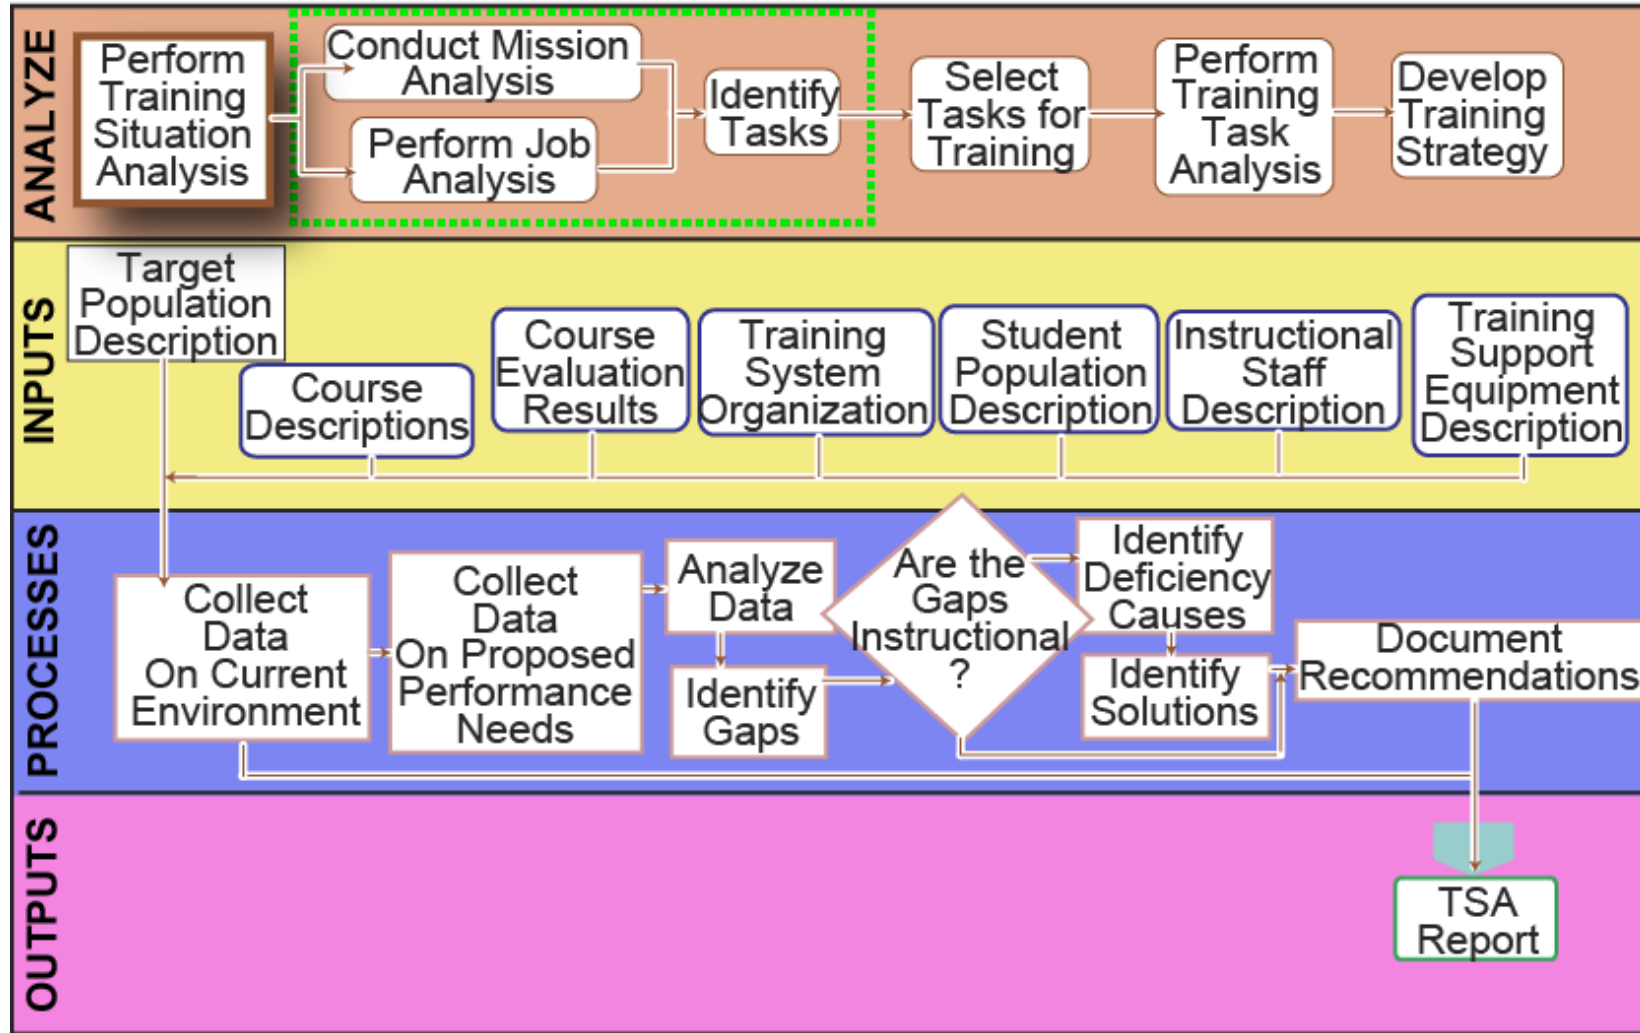 ANALYZE
Perform
Training
Situation
Analysis
Conduct Mission
Analysis
Perform Job
Analysis
Identify
Tasks
Select
Tasks for
Training
Perform
Training
Task
Analysis
Develop
Training
Strategy
INPUTS
Target
Population
Description
Course
Descriptions
Course
Evaluation
Results
Training
System
Organization
Student
Population
Description
Instructional
Staff
Description
Training
Support
Equipment
Description
PROCESSES
Collect
Data
On Current
Environment
Collect
Data
On Proposed
Performance
Needs
Analyze
Data
Identify
Gaps
Are the
Gaps
Instructional
?
Identify
Deficiency
Causes
Identify
Solutions
Document
Recommendations
OUTPUTS
TSA
Report